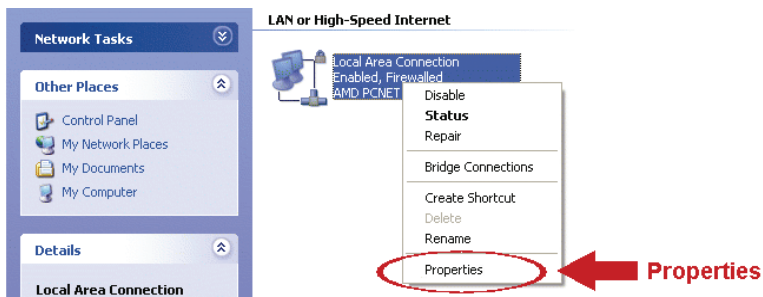 Network Tasks
Other Places
Control Panel
My Network Places
My Documents
My Computer
Details
Local Area Connection
LAN or High-Speed Internet
Local Area Connection
Enabled, Firewalled
AMD PCNET
Disable
Status
Repair
Bridge Connections
Create Shortcut
Delete
Rename
Properties
Properties